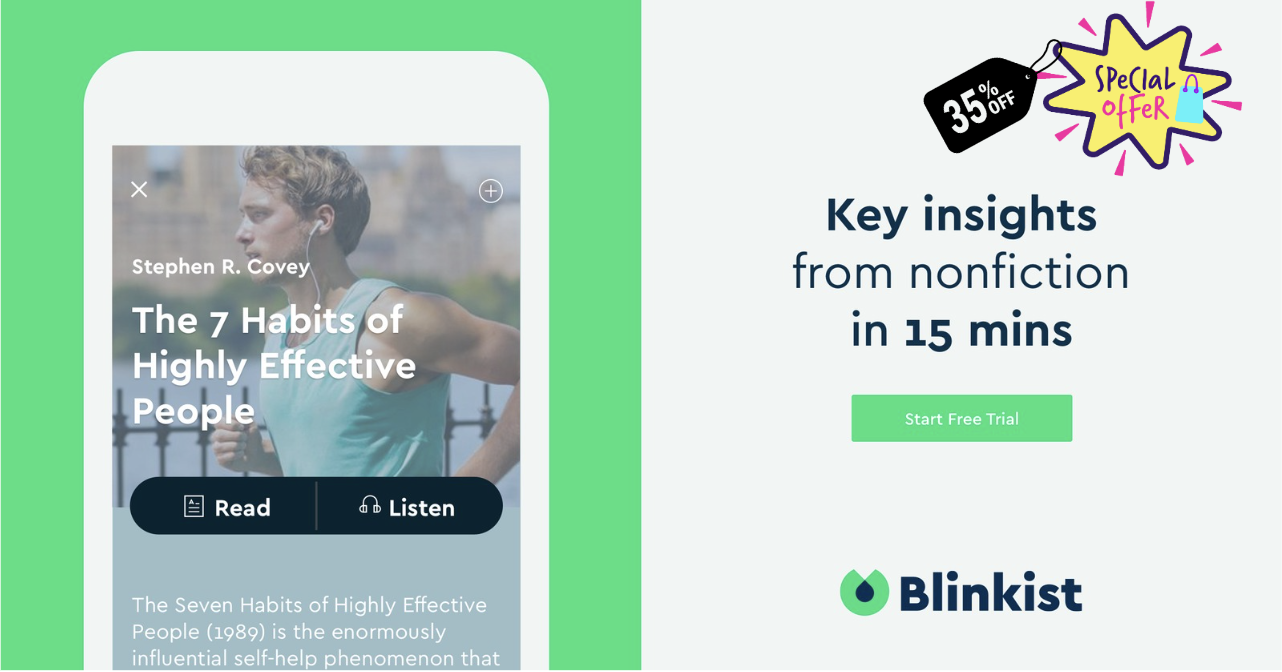 Stephen R. Covey
The 7 Habits of
Highly Effective
People
Read
Listen
The Seven Habits of Highly Effective
People (1989) is the enormously
influential self-help phenomenon that
35% OFF
SPeCIaL
OfFeR
Key insights
from nonfiction
in 15 mins
Start Free Trial
Blinkist